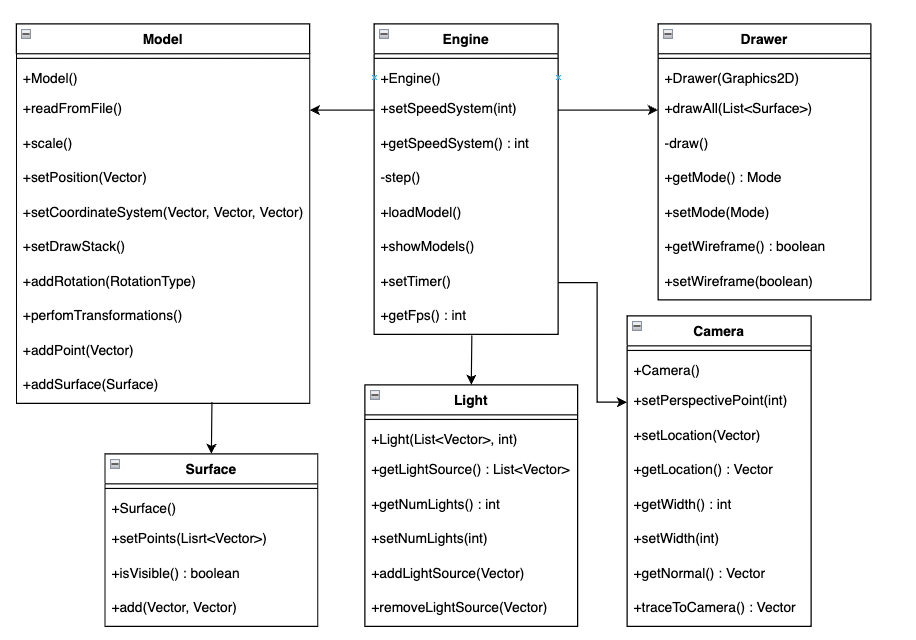 Model
+Model()
+readFromFile()
+scale()
+setPosition(Vector)
+setCoordinateSystem(Vector, Vector, Vector)
+setDrawStack()
+addRotation(RotationType)
+perfomTransformations()
+addPoint(Vector)
+addSurface(Surface)
Engine
+Engine()
+setSpeedSystem(int)
+getSpeedSystem() : int
-step()
+loadModel()
+showModels()
+setTimer()
+getFps() : int
Drawer
+Drawer(Graphics2D)
+drawAll(List<Surface>)
-draw()
+getMode() : Mode
+setMode(Mode)
+getWireframe() : boolean
+setWireframe(boolean)
Surface
+Surface()
+setPoints(Lisrt<Vector>)
+isVisible() : boolean
+add(Vector, Vector)
Light
+Light(List<Vector>, int)
+getLightSource() : List<Vector>
+getNumLights() : int
+setNumLights(int)
+addLightSource(Vector)
+removeLightSource(Vector)
Camera
+Camera()
+setPerspectivePoint(int)
+setLocation(Vector)
+getLocation() : Vector
+getWidth() : int
+setWidth(int)
+getNormal() : Vector
+traceToCamera() : Vector